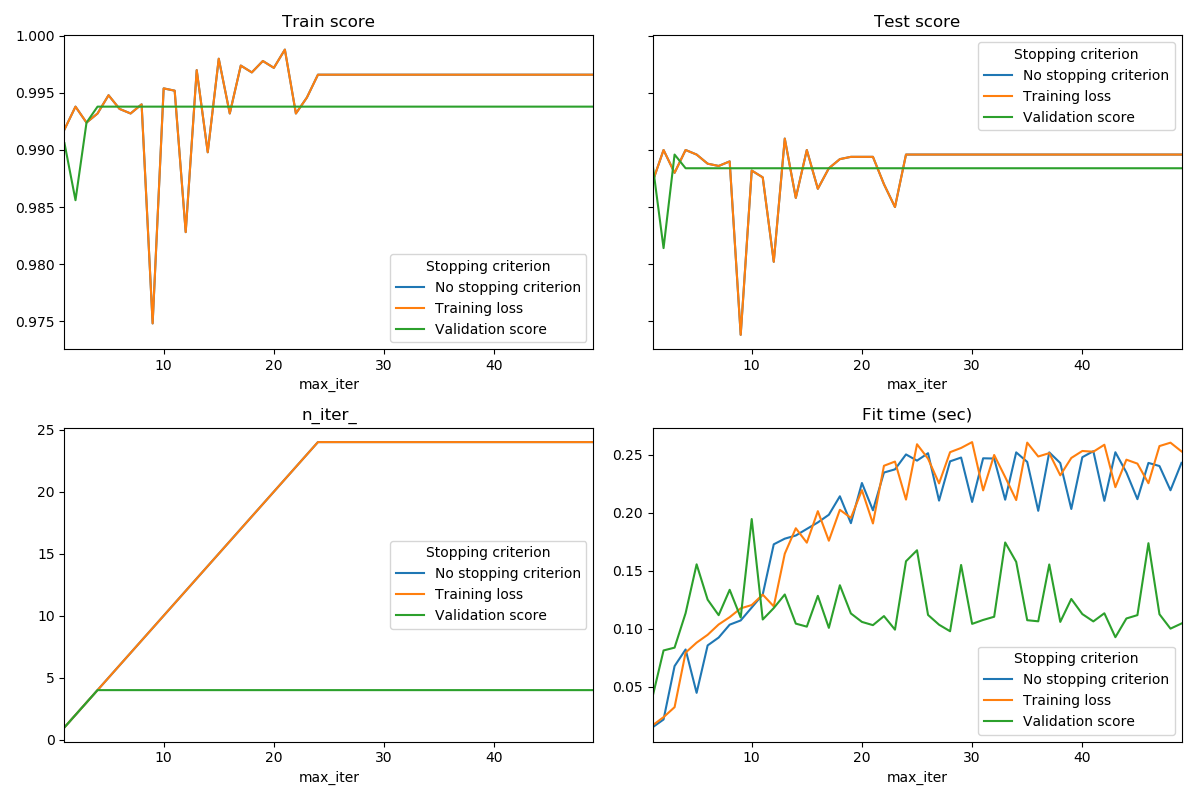 Train score
1.000
0.995
0.990
0.985
0.980
0.975
Stopping criterion
No stopping criterion
Training loss
Validation score
10 20 30 40
max_iter
Test score
Stopping criterion
No stopping criterion
Training loss
Validation score
10 20 30 40
max_iter
n_iter_
25
20
15
10
5
0
Stopping criterion
No stopping criterion
Training loss
Validation score
10 20 30 40
max_iter
Fit time (sec)
0.25
0.20
0.15
0.10
0.05
Stopping criterion
No stopping criterion
Training loss
Validation score
10 20 30 40
max_iter